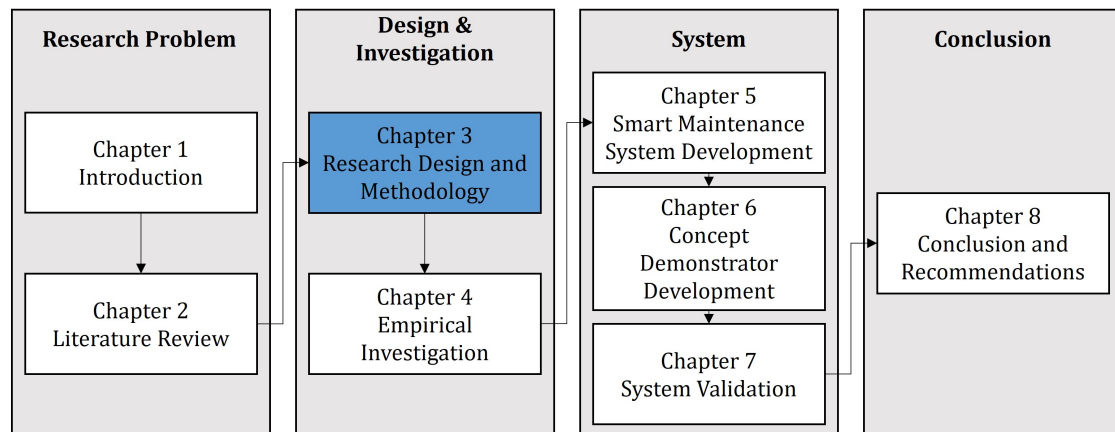 Research Problem
Chapter 1
Introduction
Chapter 2
Literature Review
Design &
Investigation
Chapter 3
Research Design and
Methodology
Chapter 4
Empirical
Investigation
System
Chapter 5
Smart Maintenance
System Development
Chapter 6
Concept
Demonstrator
Development
Chapter 7
System Validation
Conclusion
Chapter 8
Conclusion and
Recommendations